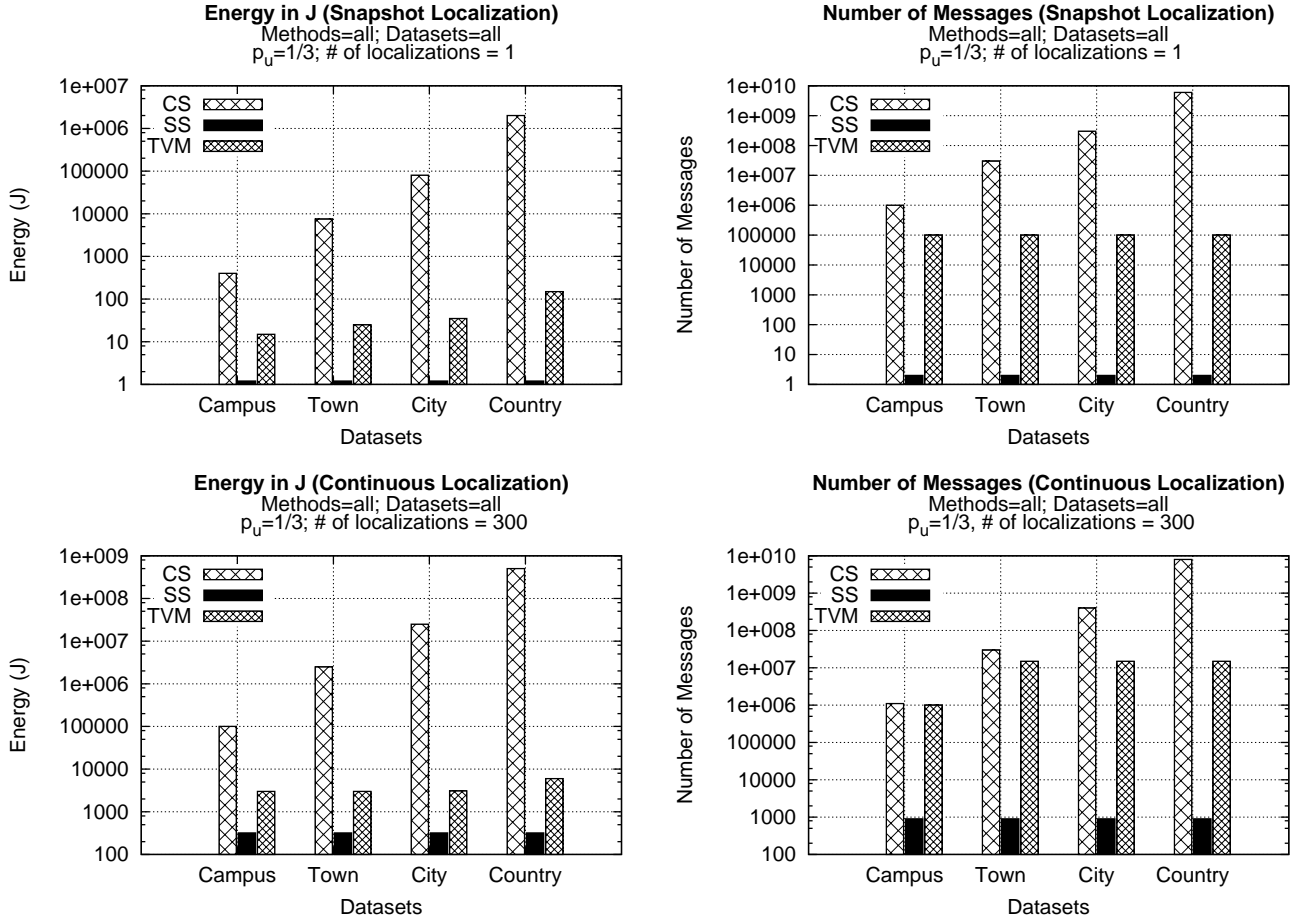 Energy in J (Snapshot Localization)
Methods=all; Datasets=all
pu=1/3; # of localizations = 1
1e+007
1e+006
100000
10000
1000
100
10
1
Energy (J)
CS
SS
TVM
Campus Town City Country
Datasets
Number of Messages (Snapshot Localization)
Methods=all; Datasets=all
pu=1/3; # of localizations = 1
1e+010
1e+009
1e+008
1e+007
1e+006
100000
10000
1000
100
10
1
Number of Messages
CS
SS
TVM
Campus Town City Country
Datasets
Energy in J (Continuous Localization)
Methods=all; Datasets=all
pu=1/3; # of localizations = 300
1e+009
1e+008
1e+007
1e+006
100000
10000
1000
100
Energy (J)
CS
SS
TVM
Campus Town City Country
Datasets
Number of Messages (Continuous Localization)
Methods=all; Datasets=all
pu=1/3, # of localizations = 300
1e+010
1e+009
1e+008
1e+007
1e+006
100000
10000
1000
100
Number of Messages
CS
SS
TVM
Campus Town City Country
Datasets